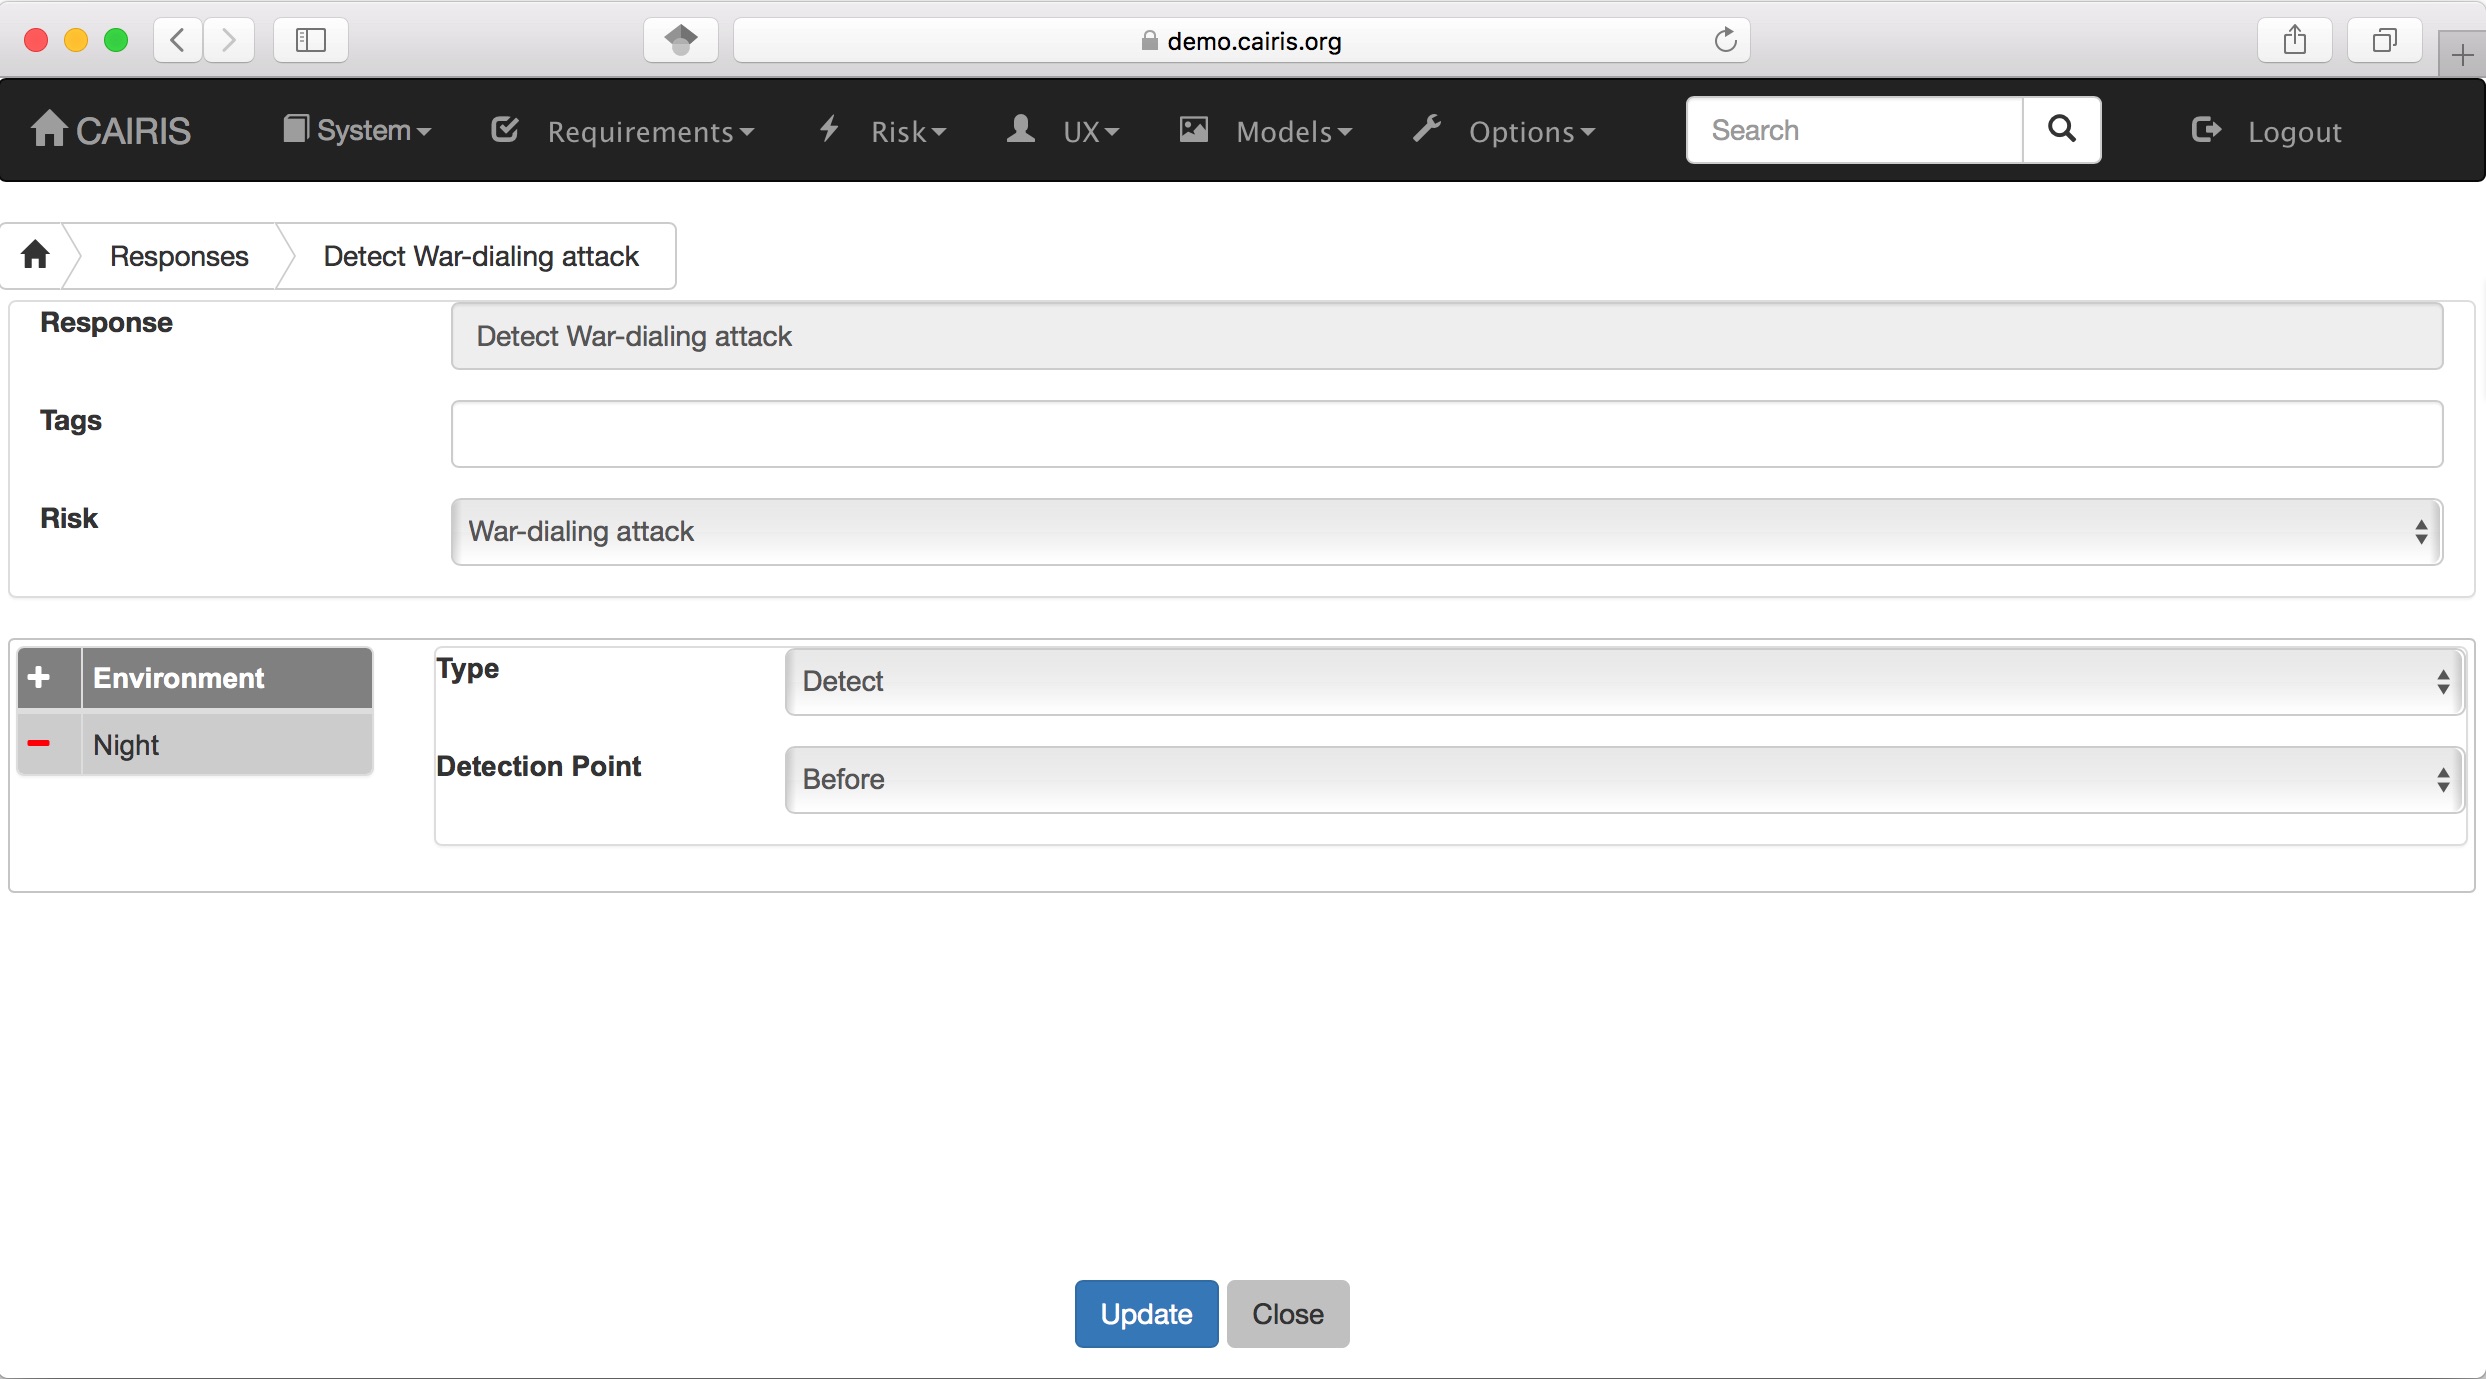 demo.cairis.org
CAIRIS System Requirements Risk UX Models Options Search Logout
Responses Detect War-dialing attack
Response Detect War-dialing attack
Tags
Risk War-dialing attack
Environment Type Detect
Night Detection Point Before
Update Close